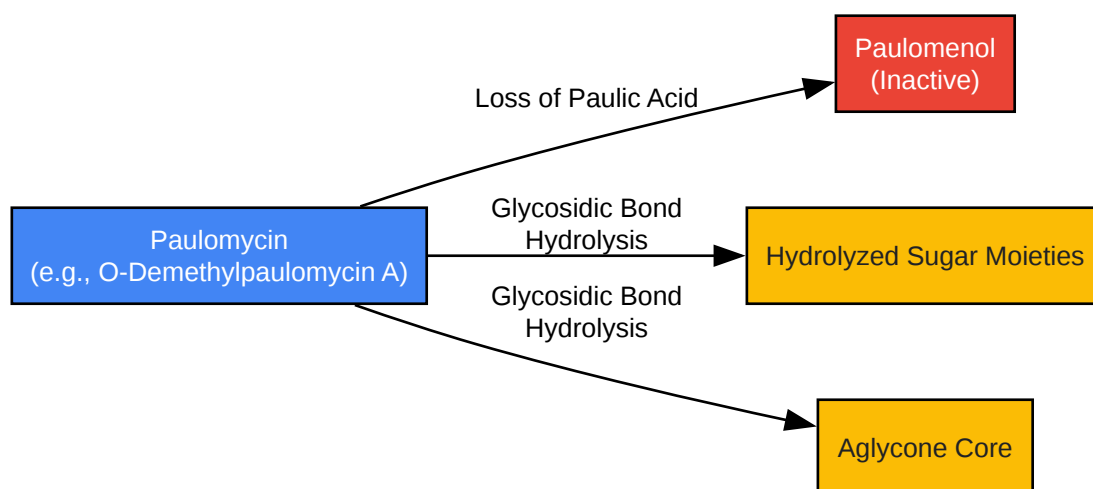 Paulomenol
(Inactive)
Loss of Paulic Acid
Paulomycin
(e.g., O-Demethylpaulomycin A)
Glycosidic Bond
Hydrolysis
Hydrolyzed Sugar Moieties
Glycosidic Bond
Hydrolysis
Aglycone Core